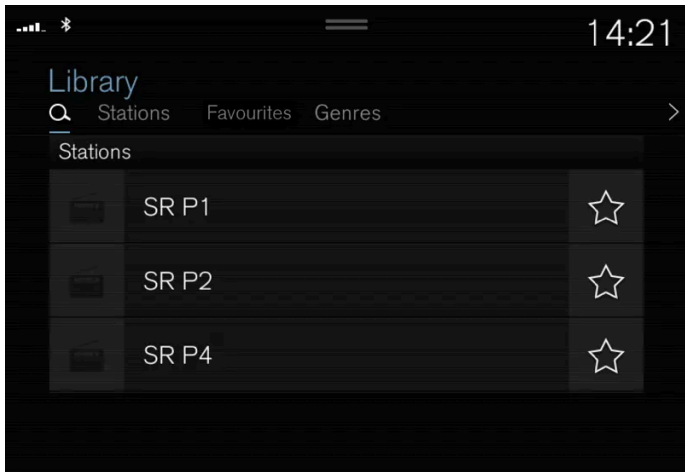 14:21
Library
Stations Favourites Genres
Stations
SR P1
SR P2
SR P4